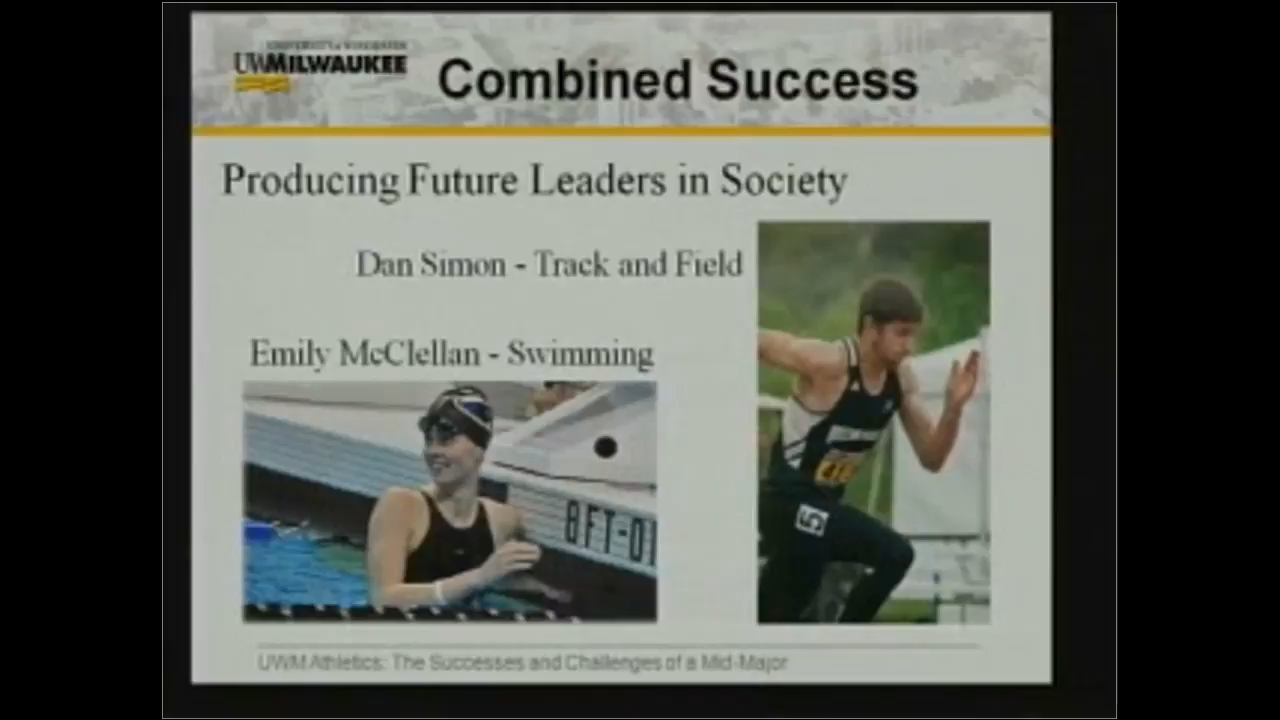 UNIVERSITY of WISCONSIN
UWMILWAUKEE
Combined Success
Producing Future Leaders in Society
Dan Simon - Track and Field
Emily McClellan - Swimming
8FT-01
5
UWM Athletics: The Successes and Challenges of a Mid-Major